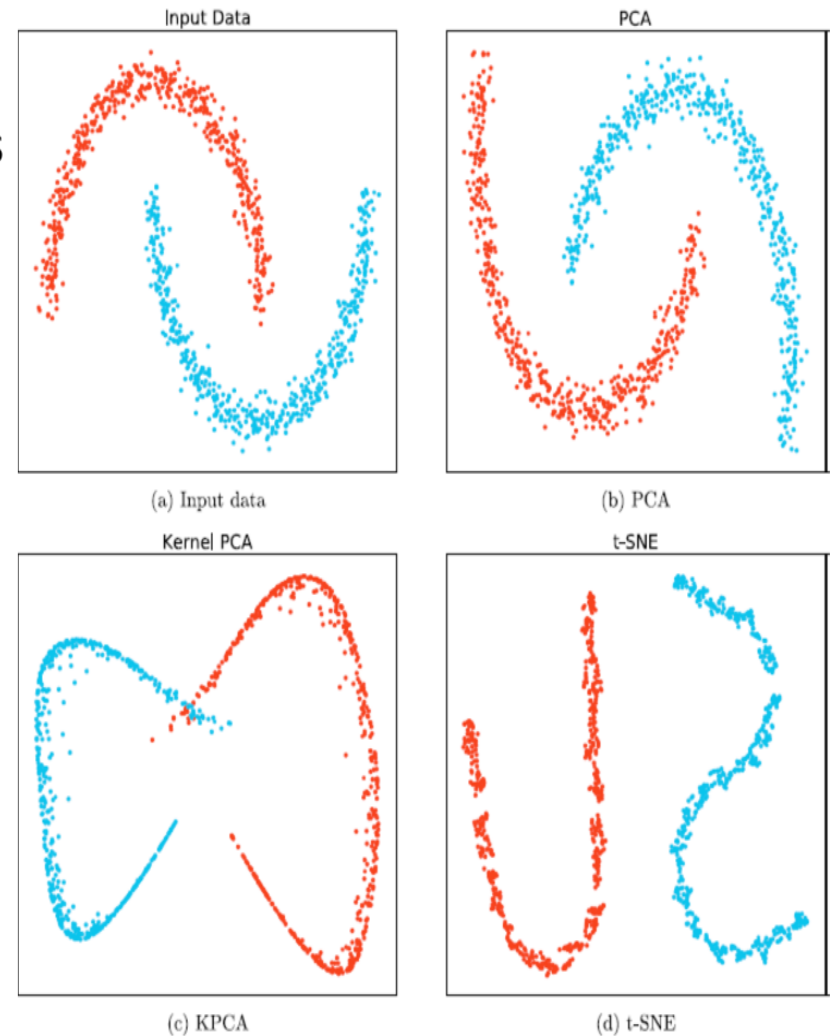 Input Data
PCA
s
(a) Input data
(b) PCA
Kernel PCA
t-SNE
(c) KPCA
(d) t-SNE